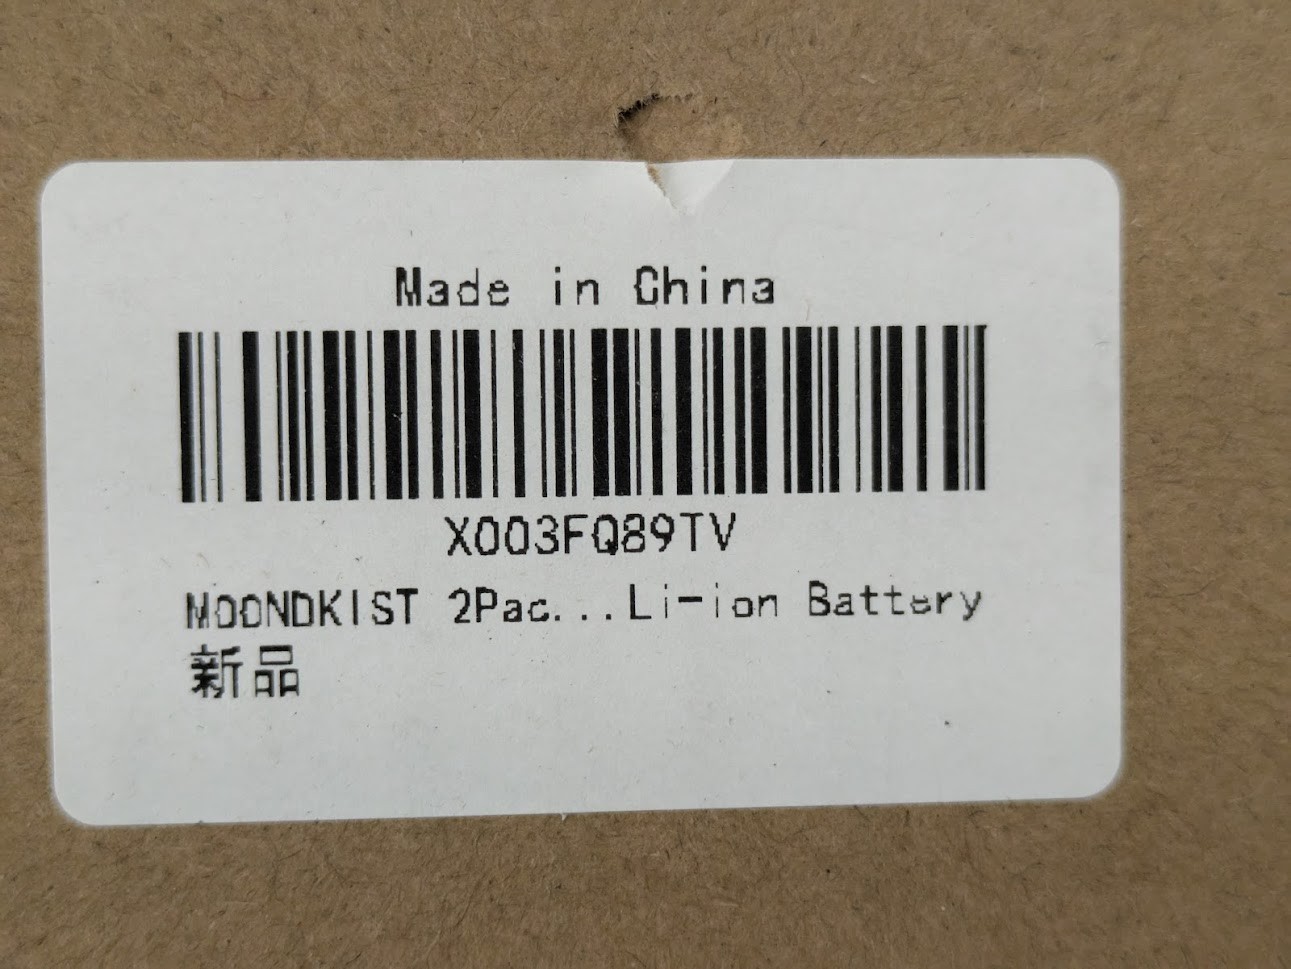 Made in China
X003FQ89TV
MOONDKIST 2Pac...Li-ion Battery
新品